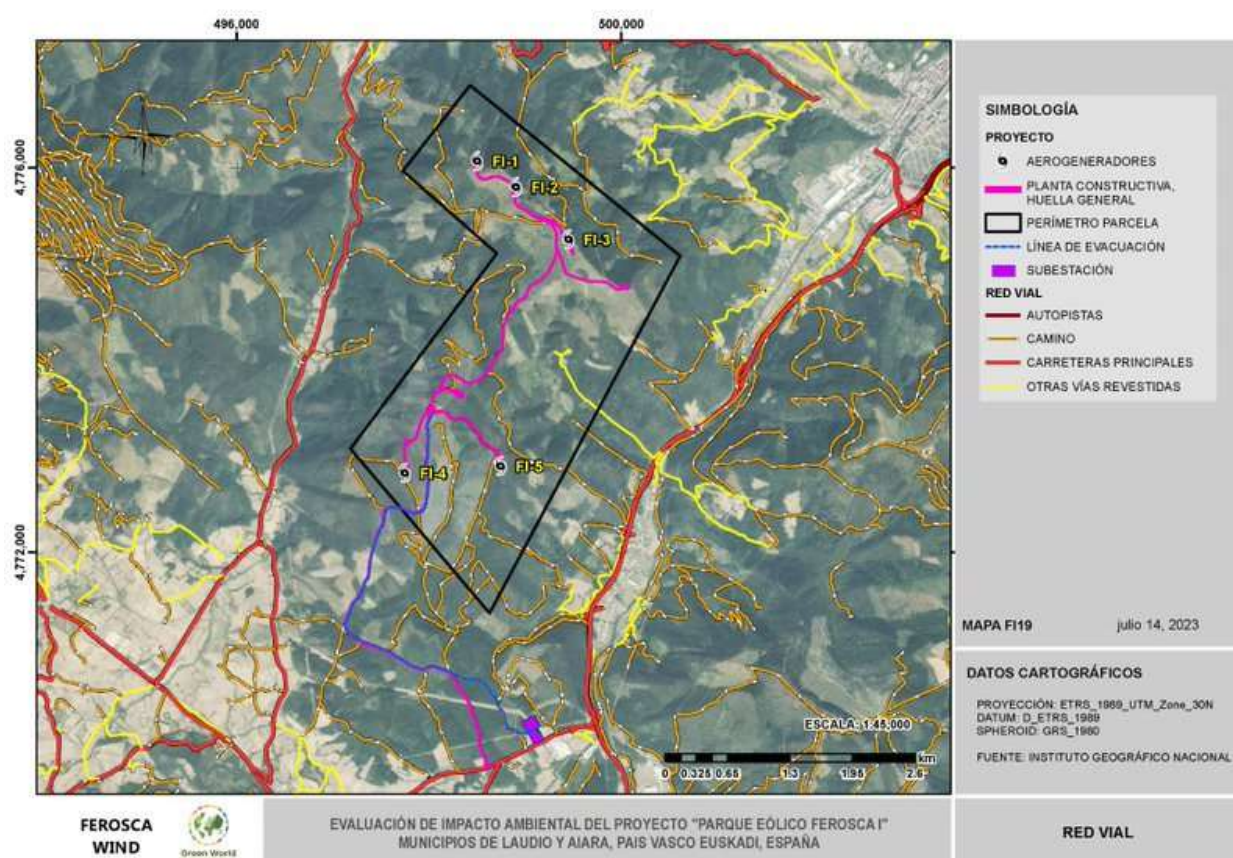 496,000
500,000
4,776,000
4,772,000
FI-1
FI-2
FI-3
FI-4
FI-5
ESCALA: 1:45,000
km
0 0.325 0.65 1.3 1.95 2.6
SIMBOLOGÍA
PROYECTO
AEROGENERADORES
PLANTA CONSTRUCTIVA,
HUELLA GENERAL
PERÍMETRO PARCELA
LÍNEA DE EVACUACIÓN
SUBESTACIÓN
RED VIAL
AUTOPISTAS
CAMINO
CARRETERAS PRINCIPALES
OTRAS VÍAS REVESTIDAS
MAPA FI19 julio 14, 2023
DATOS CARTOGRÁFICOS
PROYECCIÓN: ETRS_1989_UTM_Zone_30N
DATUM: D_ETRS_1989
SPHEROID: GRS_1980
FUENTE: INSTITUTO GEOGRÁFICO NACIONAL
FEROSCA
WIND
Green World
EVALUACIÓN DE IMPACTO AMBIENTAL DEL PROYECTO "PARQUE EÓLICO FEROSCA I"
MUNICIPIOS DE LAUDIO Y AIARA, PAIS VASCO EUSKADI, ESPAÑA
RED VIAL